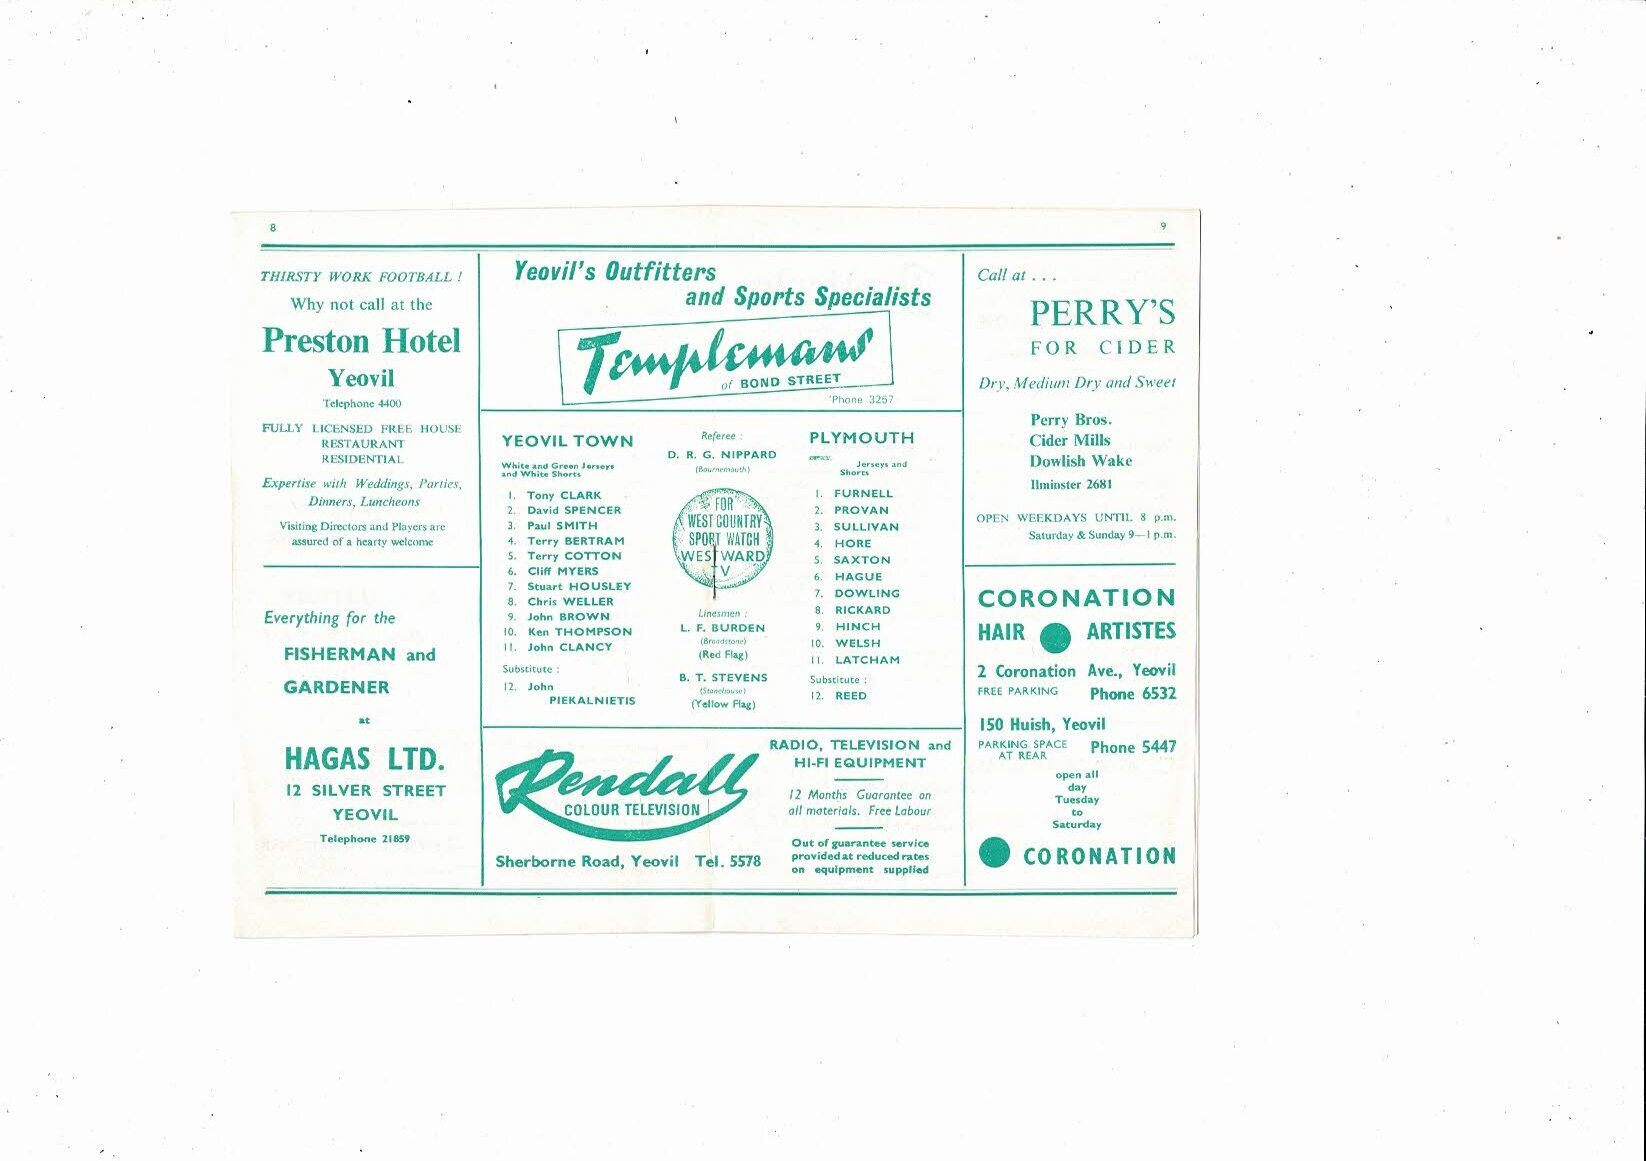 8
9
THIRSTY WORK FOOTBALL !
Why not call at the
Preston Hotel
Yeovil
Telephone 4400
FULLY LICENSED FREE HOUSE
RESTAURANT
RESIDENTIAL
Expertise with Weddings, Parties,
Dinners, Luncheons
Visiting Directors and Players are
assured of a hearty welcome
Everything for the
FISHERMAN and
GARDENER
at
HAGAS LTD.
12 SILVER STREET
YEOVIL
Telephone 21859
Yeovil's Outfitters
and Sports Specialists
Templemans
of BOND STREET
'Phone 3257
YEOVIL TOWN
White and Green Jerseys
and White Shorts
1. Tony CLARK
2. David SPENCER
3. Paul SMITH
4. Terry BERTRAM
5. Terry COTTON
6. Cliff MYERS
7. Stuart HOUSLEY
8. Chris WELLER
9. John BROWN
10. Ken THOMPSON
11. John CLANCY
Substitute :
12. John
PIEKALNIETIS
Referee :
D. R. G. NIPPARD
(Bournemouth)
FOR
WEST COUNTRY
SPORT WATCH
WESTWARD
TV
Linesmen :
L. F. BURDEN
(Broadstone)
(Red Flag)
B. T. STEVENS
(Stonehouse)
(Yellow Flag)
PLYMOUTH
Jerseys and
Shorts
1. FURNELL
2. PROVAN
3. SULLIVAN
4. HORE
5. SAXTON
6. HAGUE
7. DOWLING
8. RICKARD
9. HINCH
10. WELSH
11. LATCHAM
Substitute :
12. REED
Rendall
COLOUR TELEVISION
Sherborne Road, Yeovil Tel. 5578
RADIO, TELEVISION and
HI-FI EQUIPMENT
12 Months Guarantee on
all materials. Free Labour
Out of guarantee service
provided at reduced rates
on equipment supplied
Call at . . .
PERRY'S
FOR CIDER
Dry, Medium Dry and Sweet
Perry Bros.
Cider Mills
Dowlish Wake
Ilminster 2681
OPEN WEEKDAYS UNTIL 8 p.m.
Saturday & Sunday 9—1 p.m.
CORONATION
HAIR ARTISTES
2 Coronation Ave., Yeovil
FREE PARKING Phone 6532
150 Huish, Yeovil
PARKING SPACE
AT REAR
Phone 5447
open all
day
Tuesday
to
Saturday
CORONATION